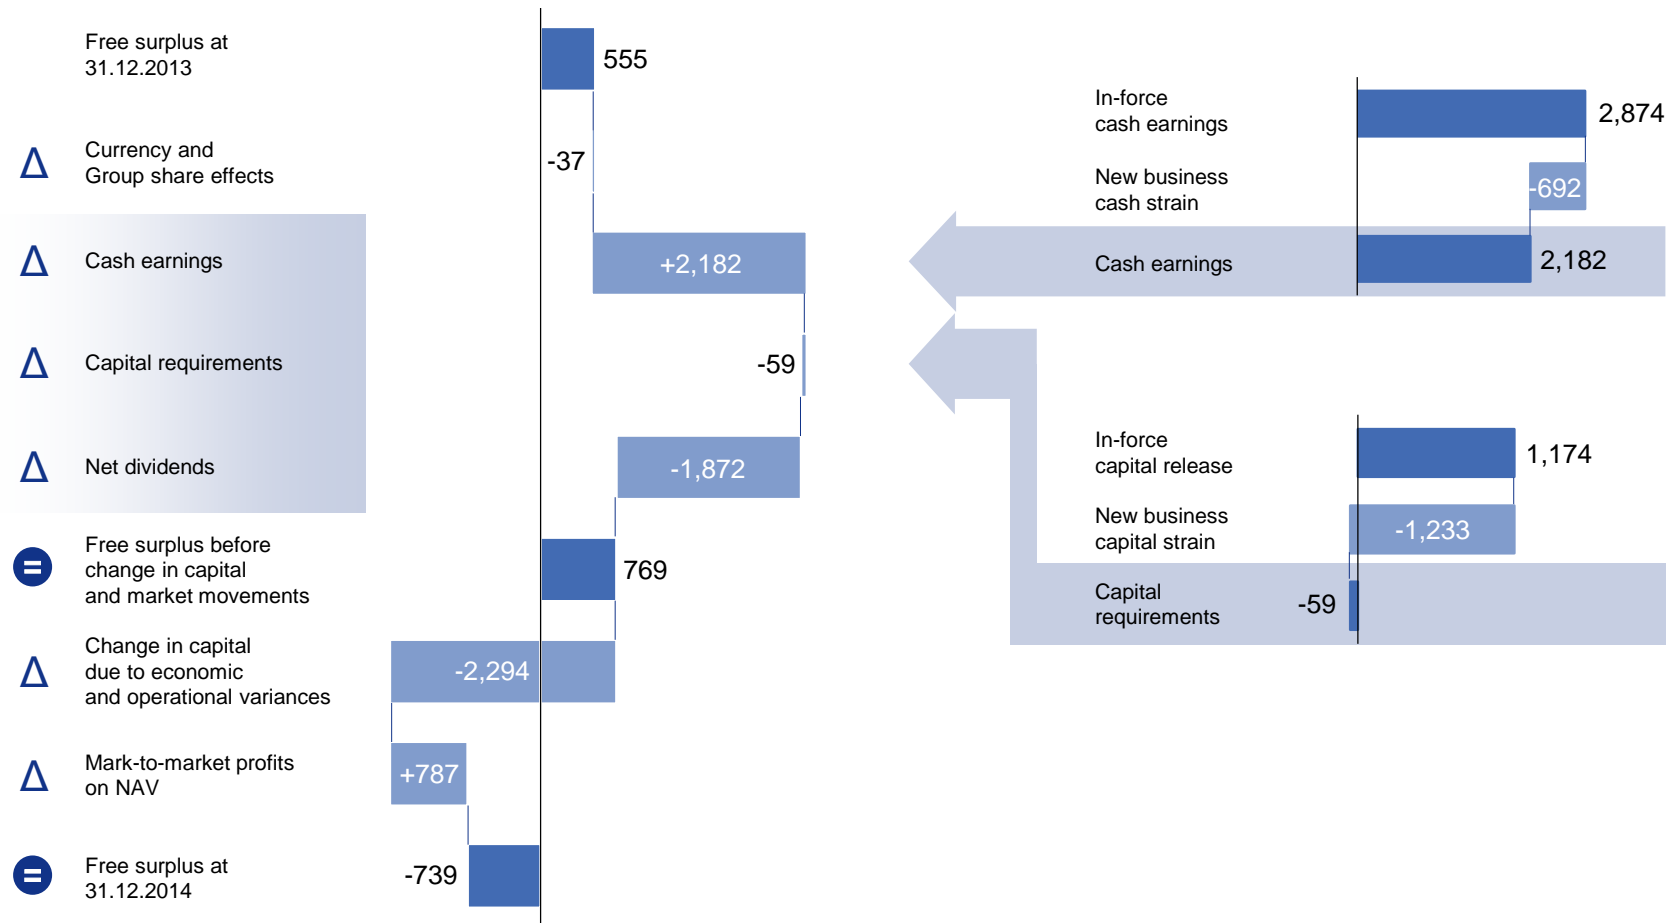 Free surplus at
31.12.2013
555
Δ
Currency and
Group share effects
-37
Δ
Cash earnings
+2,182
Δ
Capital requirements
-59
Δ
Net dividends
-1,872
=
Free surplus before
change in capital
and market movements
769
Δ
Change in capital
due to economic
and operational variances
-2,294
Δ
Mark-to-market profits
on NAV
+787
=
Free surplus at
31.12.2014
-739
In-force
cash earnings
2,874
New business
cash strain
-692
Cash earnings
2,182
In-force
capital release
1,174
New business
capital strain
-1,233
Capital
requirements
-59